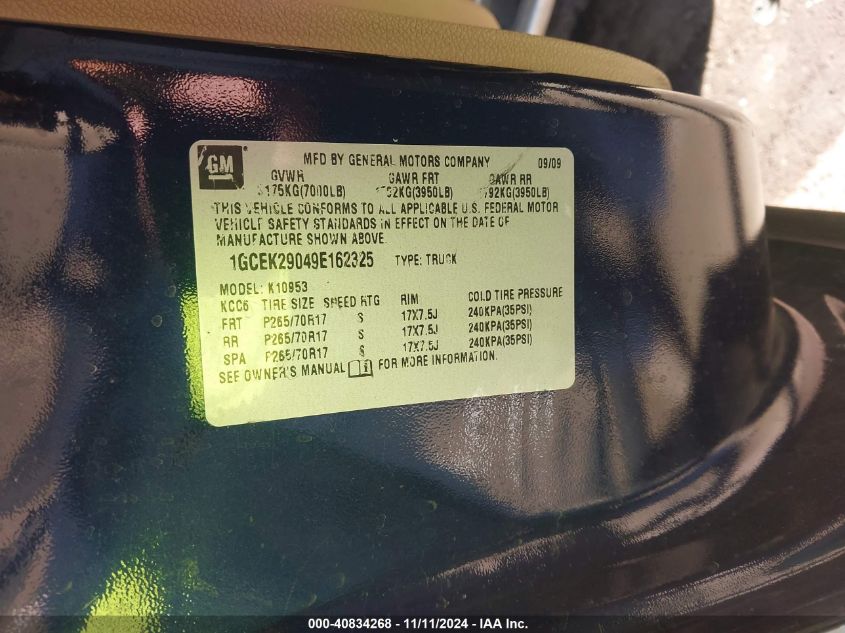 GM MFD BY GENERAL MOTORS COMPANY 09/09
GVWR GAWR FRT GAWR RR
3175KG(7000LB) 1792KG(3950LB) 1792KG(3950LB)
THIS VEHICLE CONFORMS TO ALL APPLICABLE U.S. FEDERAL MOTOR
VEHICLE SAFETY STANDARDS IN EFFECT ON THE DATE OF
MANUFACTURE SHOWN ABOVE.
1GCEK29049E162325 TYPE: TRUCK
MODEL: K10953
KCC6 TIRE SIZE SPEED RTG RIM COLD TIRE PRESSURE
FRT P265/70R17 S 17X7.5J 240KPA(35PSI)
RR P265/70R17 S 17X7.5J 240KPA(35PSI)
SPA P265/70R17 S 17X7.5J 240KPA(35PSI)
SEE OWNER'S MANUAL FOR MORE INFORMATION.
000-40834268 - 11/11/2024 - IAA Inc.